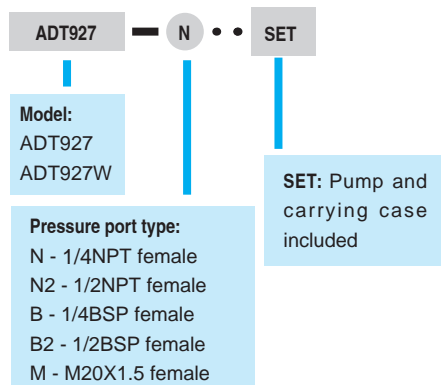 ADT927 — N • • SET
Model:
ADT927
ADT927W
SET: Pump and
carrying case
included
Pressure port type:
N - 1/4NPT female
N2 - 1/2NPT female
B - 1/4BSP female
B2 - 1/2BSP female
M - M20X1.5 female